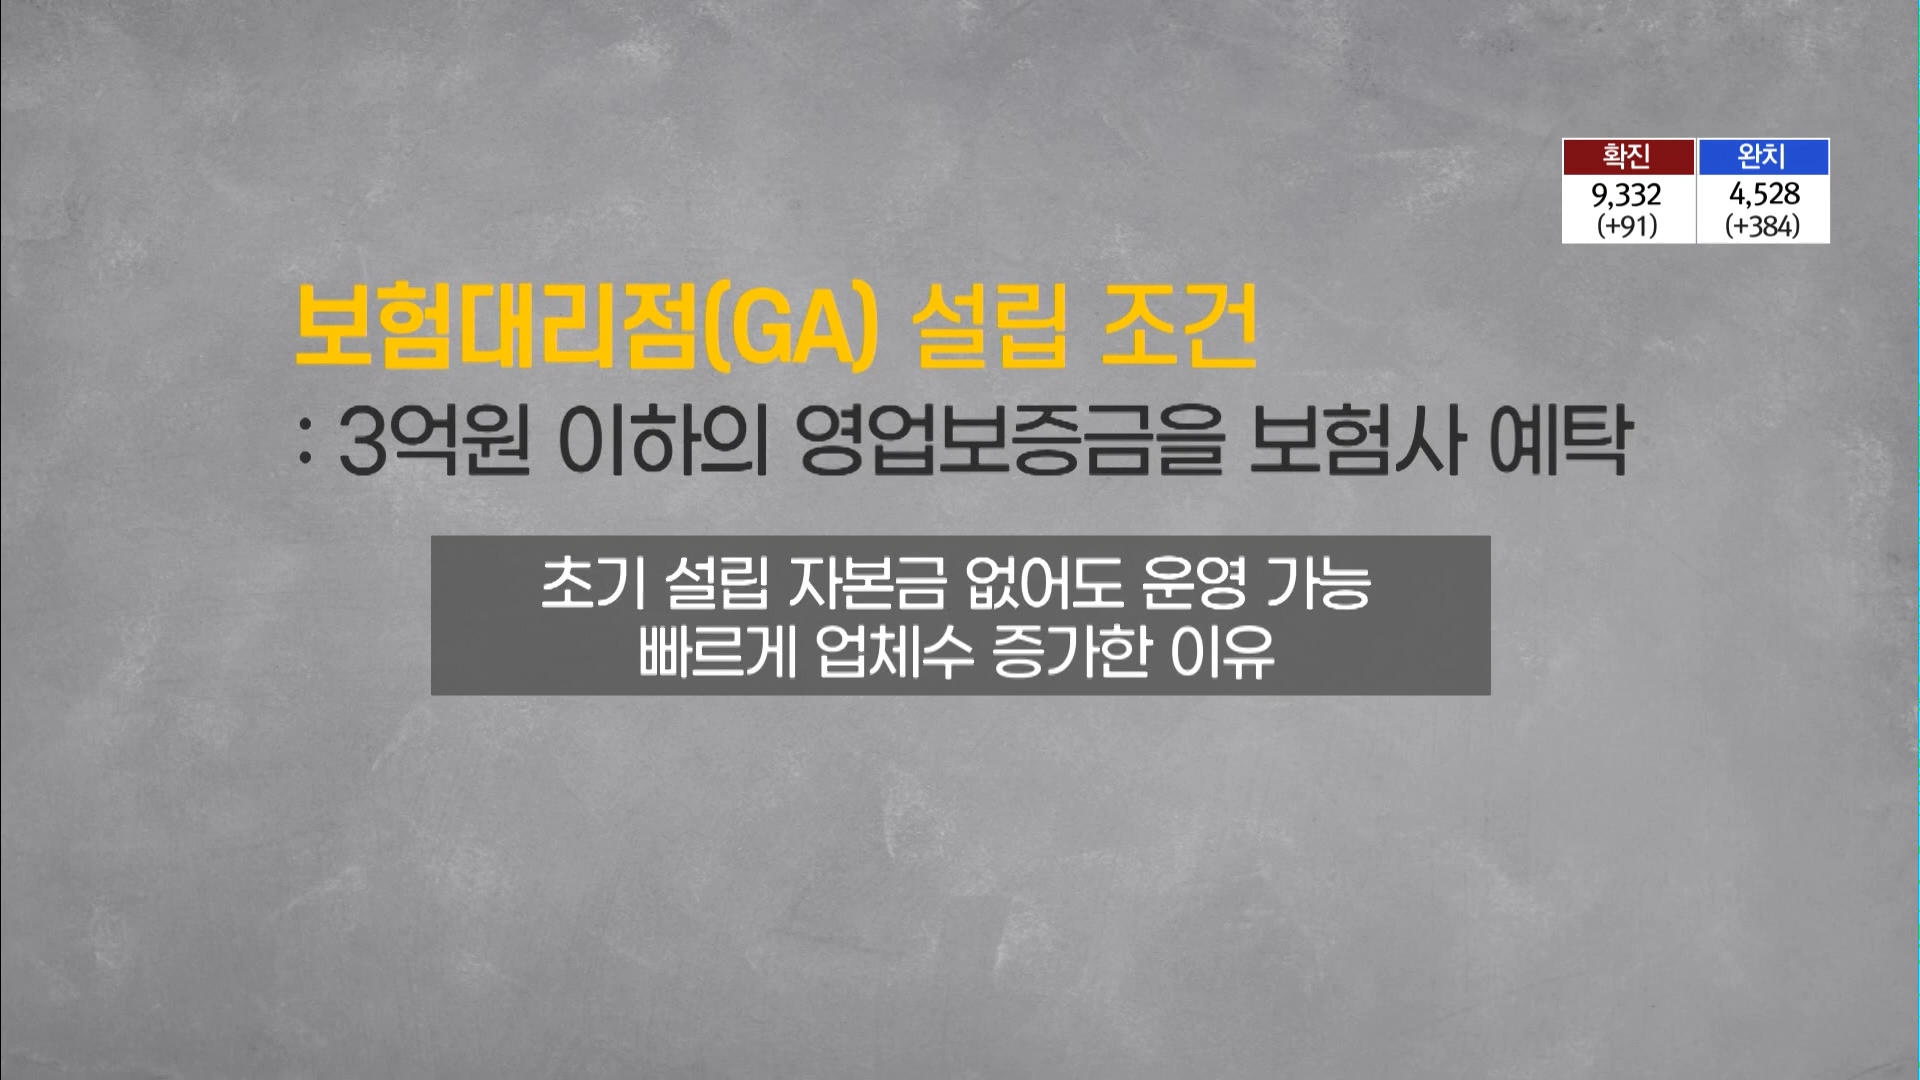 확진 완치
9,332 4,528
(+91) (+384)
보험대리점(GA) 설립 조건
: 3억원 이하의 영업보증금을 보험사 예탁
초기 설립 자본금 없어도 운영 가능
빠르게 업체수 증가한 이유